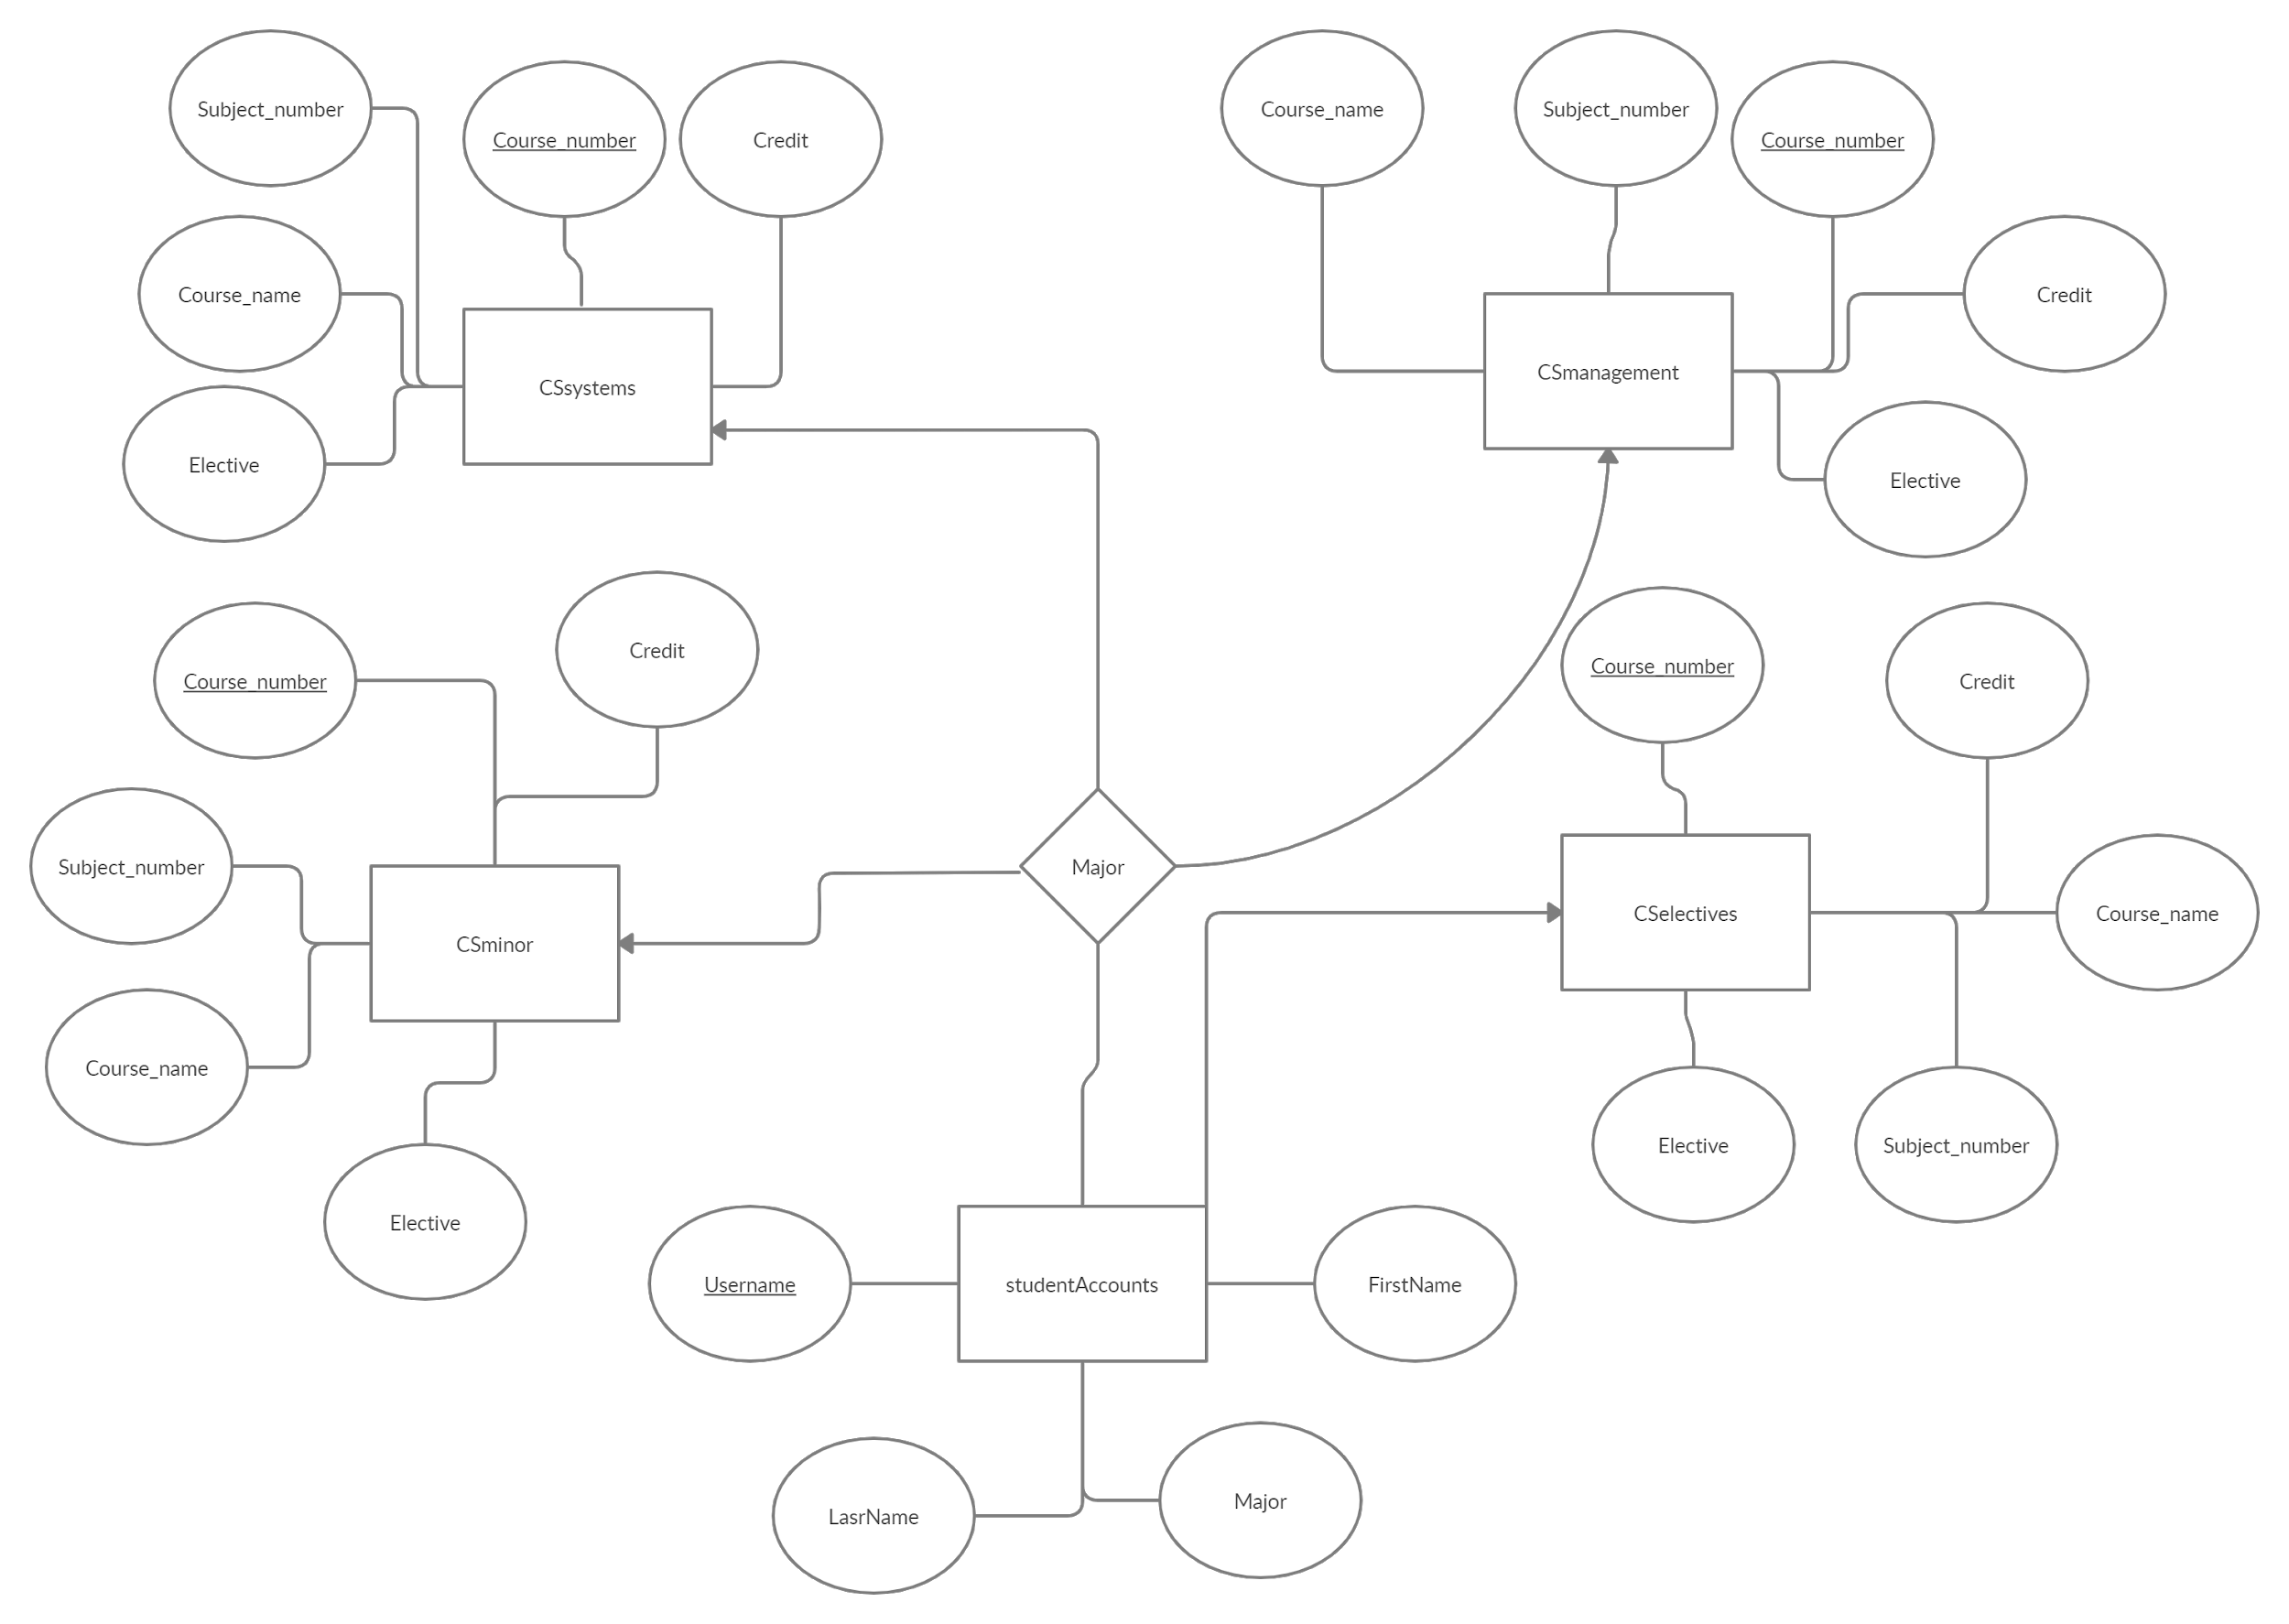 Subject_number
Course_number
Credit
Course_name
Elective
CSsystems
Course_name
Subject_number
Course_number
Credit
CSmanagement
Elective
Course_number
Credit
Subject_number
CSminor
Course_name
Elective
Major
Course_number
Credit
CSelectives
Course_name
Elective
Subject_number
Username
studentAccounts
FirstName
LasrName
Major